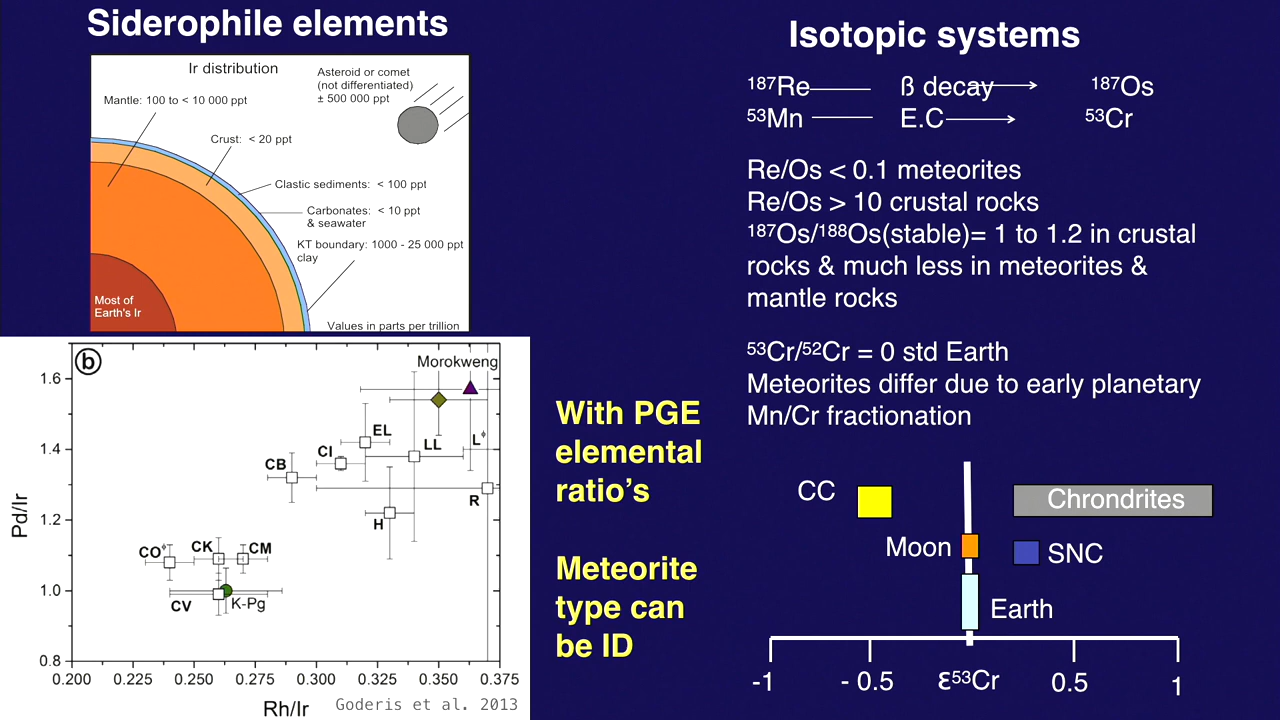 Siderophile elements
Ir distribution
Asteroid or comet
(not differentiated)
± 500 000 ppt
Mantle: 100 to < 10 000 ppt
Crust: < 20 ppt
Clastic sediments: < 100 ppt
Carbonates: < 10 ppt
& seawater
KT boundary: 1000 - 25 000 ppt
clay
Most of
Earth's Ir
Values in parts per trillion
b
Morokweng
1.6
1.4
1.2
1.0
0.8
Pd/Ir
EL
CI
LL
L
CB
R
H
CO
CK
CM
CV
K-Pg
0.200
0.225
0.250
0.275
0.300
0.325
0.350
0.375
Rh/Ir
Goderis et al. 2013
With PGE
elemental
ratio's
Meteorite
type can
be ID
Isotopic systems
¹⁸⁷Re ß decay ¹⁸⁷Os
⁵³Mn E.C ⁵³Cr
Re/Os < 0.1 meteorites
Re/Os > 10 crustal rocks
¹⁸⁷Os/¹⁸⁸Os(stable)= 1 to 1.2 in crustal
rocks & much less in meteorites &
mantle rocks
⁵³Cr/⁵²Cr = 0 std Earth
Meteorites differ due to early planetary
Mn/Cr fractionation
CC
Chrondrites
Moon
SNC
Earth
-1
- 0.5
ε⁵³Cr
0.5
1